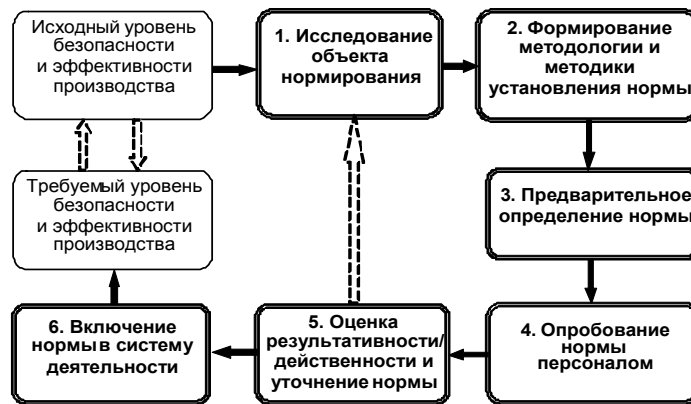 Исходный уровень
безопасности
и эффективности
производства
1. Исследование
объекта
нормирования
2. Формирование
методологии и
методики
установления нормы
Требуемый уровень
безопасности
и эффективности
производства
3. Предварительное
определение нормы
6. Включение
нормы в систему
деятельности
5. Оценка
результативности/
действенности и
уточнение нормы
4. Опробование
нормы
персоналом